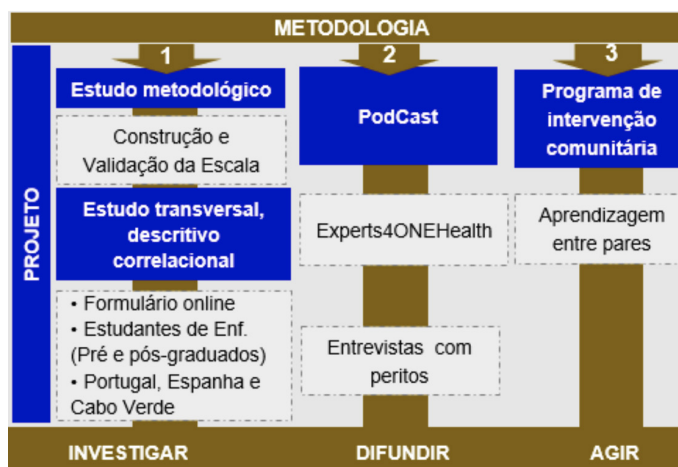 METODOLOGIA
PROJETO
1
Estudo metodológico
Construção e
Validação da Escala
Estudo transversal,
descritivo
correlacional
• Formulário online
• Estudantes de Enf.
(Pré e pós-graduados)
• Portugal, Espanha e
Cabo Verde
INVESTIGAR
2
PodCast
Experts4ONEHealth
Entrevistas com
peritos
DIFUNDIR
3
Programa de
intervenção
comunitária
Aprendizagem
entre pares
AGIR